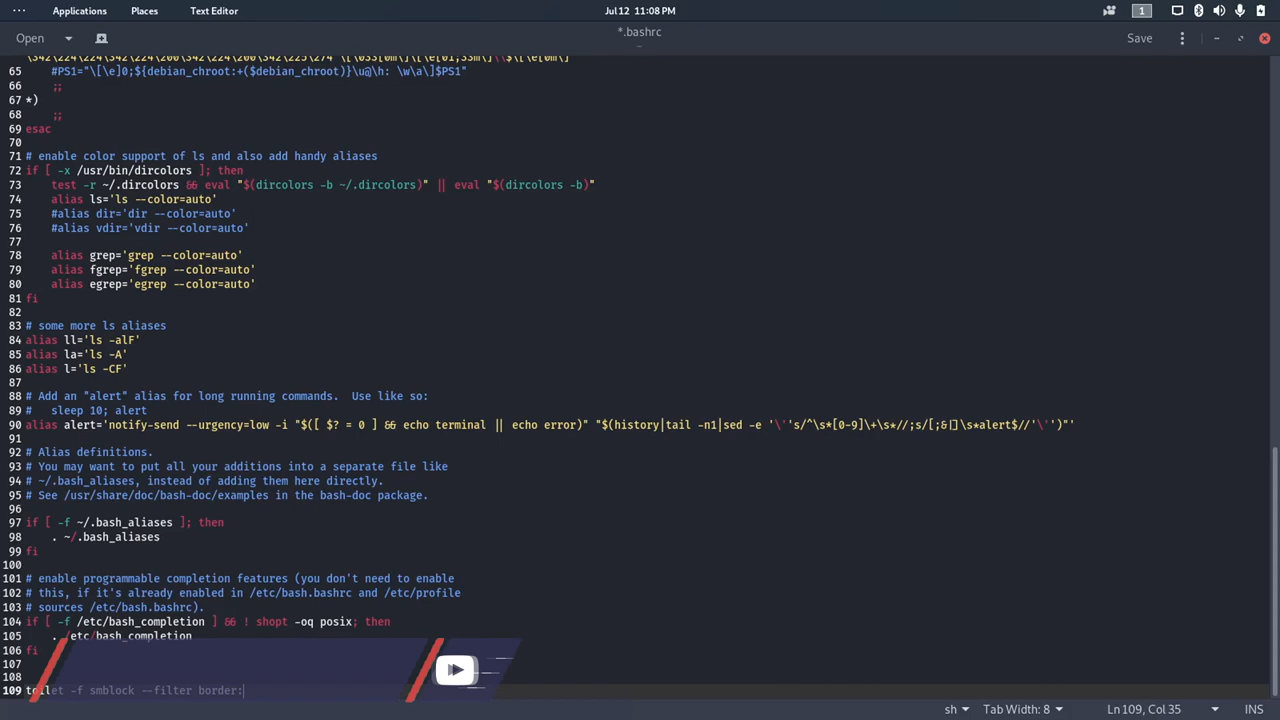 Applications Places Text Editor Jul 12 11:08 PM 1
Open *.bashrc Save
65 #PS1="\[\e]0;${debian_chroot:+($debian_chroot)}\u@\h: \w\a\]$PS1"
66 ;;
67 *)
68 ;;
69 esac
70
71 # enable color support of ls and also add handy aliases
72 if [ -x /usr/bin/dircolors ]; then
73 test -r ~/.dircolors && eval "$(dircolors -b ~/.dircolors)" || eval "$(dircolors -b)"
74 alias ls='ls --color=auto'
75 #alias dir='dir --color=auto'
76 #alias vdir='vdir --color=auto'
77
78 alias grep='grep --color=auto'
79 alias fgrep='fgrep --color=auto'
80 alias egrep='egrep --color=auto'
81 fi
82
83 # some more ls aliases
84 alias ll='ls -alF'
85 alias la='ls -A'
86 alias l='ls -CF'
87
88 # Add an "alert" alias for long running commands.  Use like so:
89 #   sleep 10; alert
90 alias alert='notify-send --urgency=low -i "$([ $? = 0 ] && echo terminal || echo error)" "$(history|tail -n1|sed -e '\''s/^\s*[0-9]\+\s*//;s/[;&|]\s*alert$//'\'')"'
91
92 # Alias definitions.
93 # You may want to put all your additions into a separate file like
94 # ~/.bash_aliases, instead of adding them here directly.
95 # See /usr/share/doc/bash-doc/examples in the bash-doc package.
96
97 if [ -f ~/.bash_aliases ]; then
98 . ~/.bash_aliases
99 fi
100
101 # enable programmable completion features (you don't need to enable
102 # this, if it's already enabled in /etc/bash.bashrc and /etc/profile
103 # sources /etc/bash.bashrc).
104 if [ -f /etc/bash_completion ] && ! shopt -oq posix; then
105 . /etc/bash_completion
106 fi
107
108
109 toilet -f smblock --filter border:
sh Tab Width: 8 Ln 109, Col 35 INS